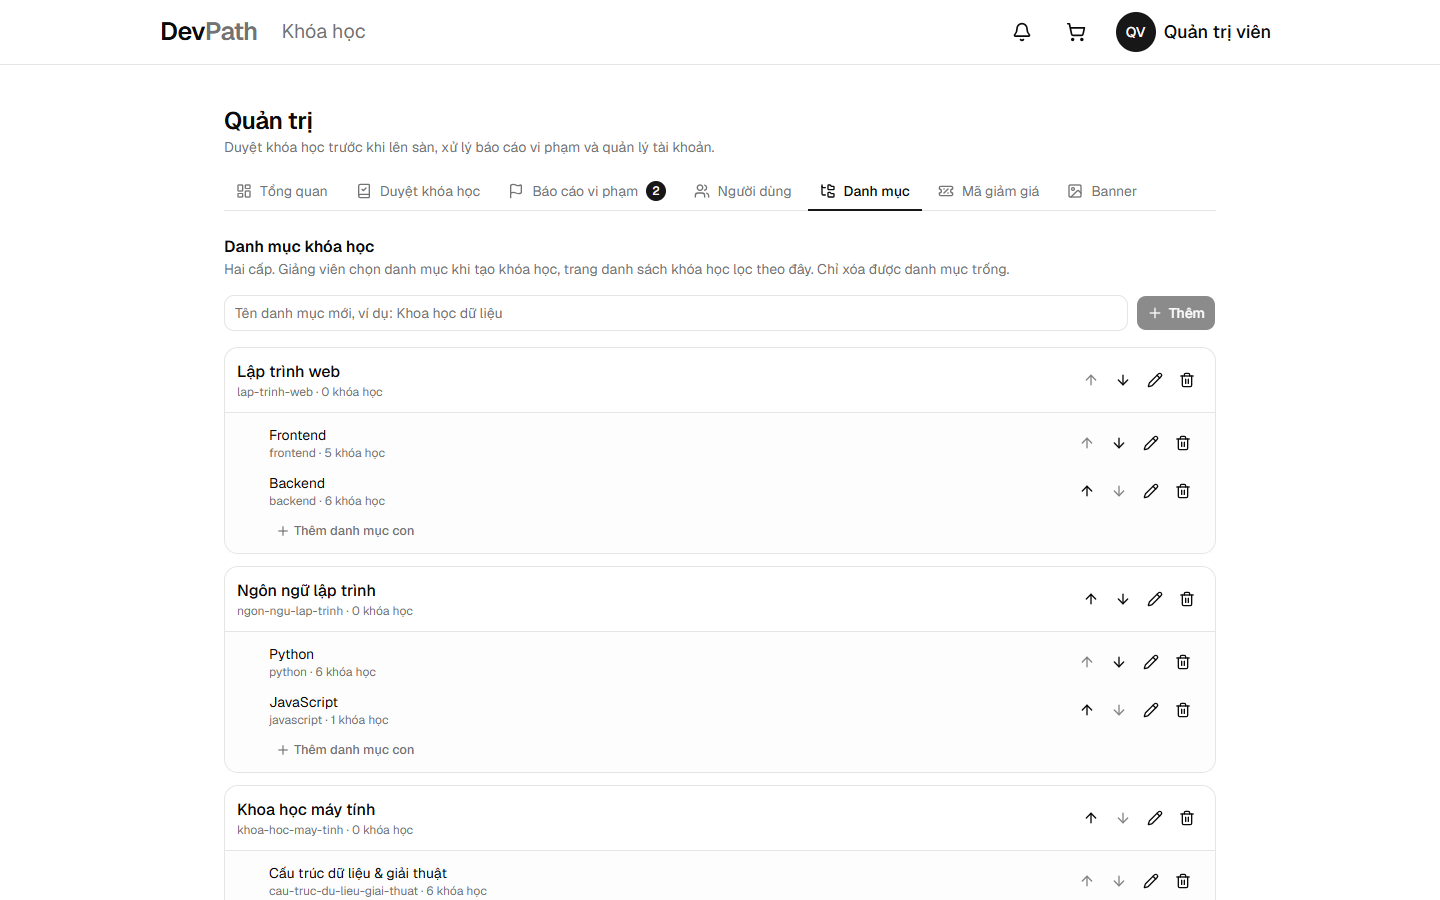 DevPath Khóa học QV Quản trị viên
Quản trị
Duyệt khóa học trước khi lên sàn, xử lý báo cáo vi phạm và quản lý tài khoản.
Tổng quan Duyệt khóa học Báo cáo vi phạm 2 Người dùng Danh mục Mã giảm giá Banner
Danh mục khóa học
Hai cấp. Giảng viên chọn danh mục khi tạo khóa học, trang danh sách khóa học lọc theo đây. Chỉ xóa được danh mục trống.
Tên danh mục mới, ví dụ: Khoa học dữ liệu + Thêm
Lập trình web
lap-trinh-web · 0 khóa học
Frontend
frontend · 5 khóa học
Backend
backend · 6 khóa học
+ Thêm danh mục con
Ngôn ngữ lập trình
ngon-ngu-lap-trinh · 0 khóa học
Python
python · 6 khóa học
JavaScript
javascript · 1 khóa học
+ Thêm danh mục con
Khoa học máy tính
khoa-hoc-may-tinh · 0 khóa học
Cấu trúc dữ liệu & giải thuật
cau-truc-du-lieu-giai-thuat · 6 khóa học